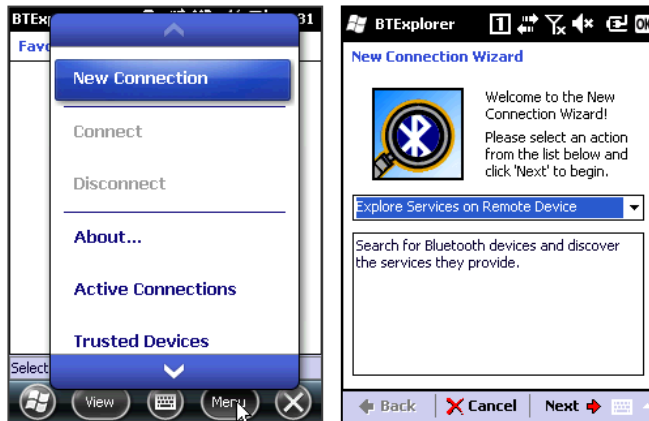 BTExp
31
Favo
New Connection
Connect
Disconnect
About...
Active Connections
Trusted Devices
Select
View
Menu
BTExplorer
1
OK
New Connection Wizard
Welcome to the New
Connection Wizard!
Please select an action
from the list below and
click 'Next' to begin.
Explore Services on Remote Device
Search for Bluetooth devices and discover
the services they provide.
Back
Cancel
Next